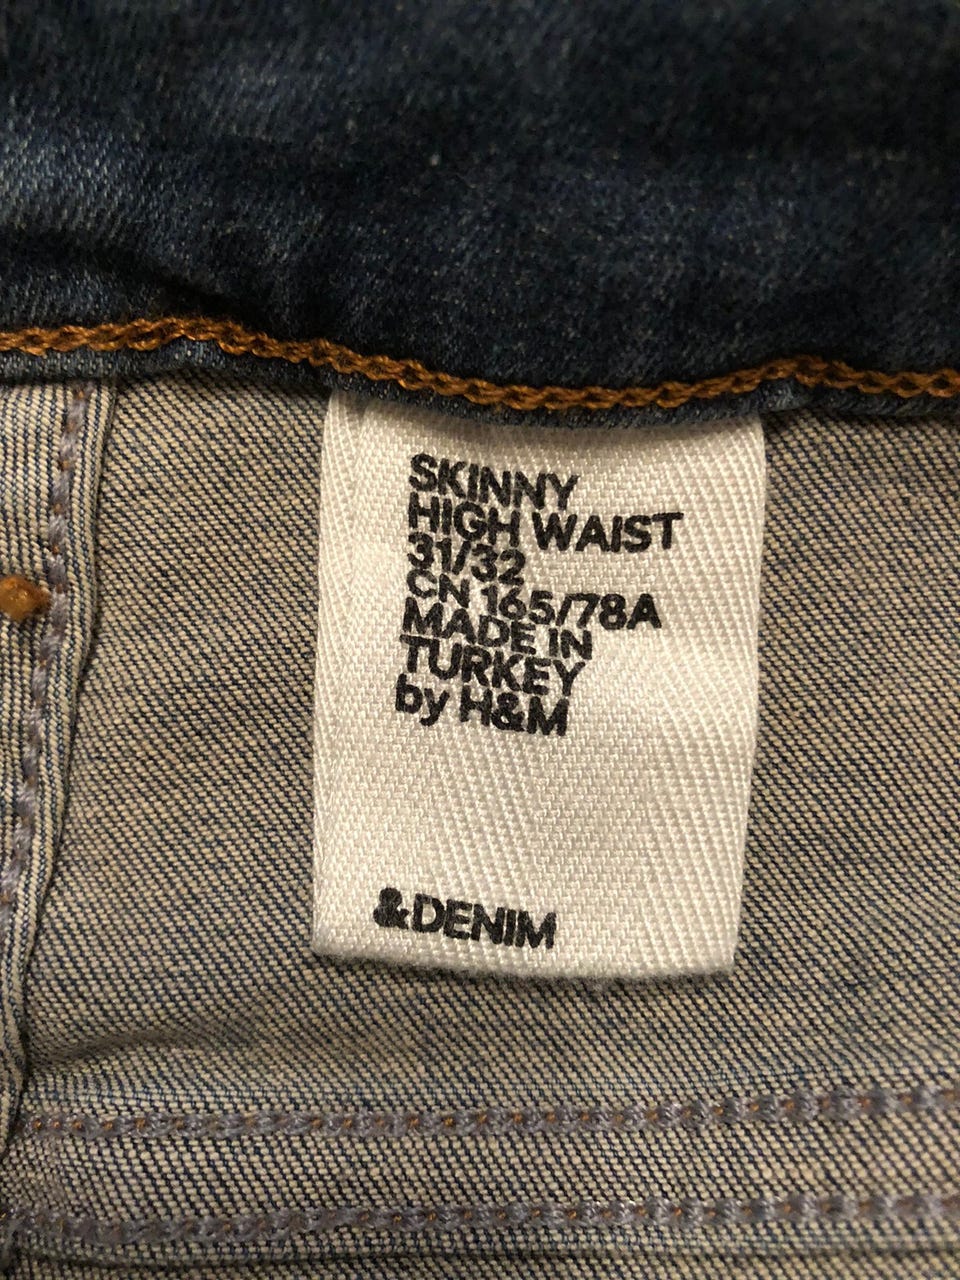 SKINNY
HIGH WAIST
31/32
CN 165/78A
MADE IN
TURKEY
by H&M
&DENIM